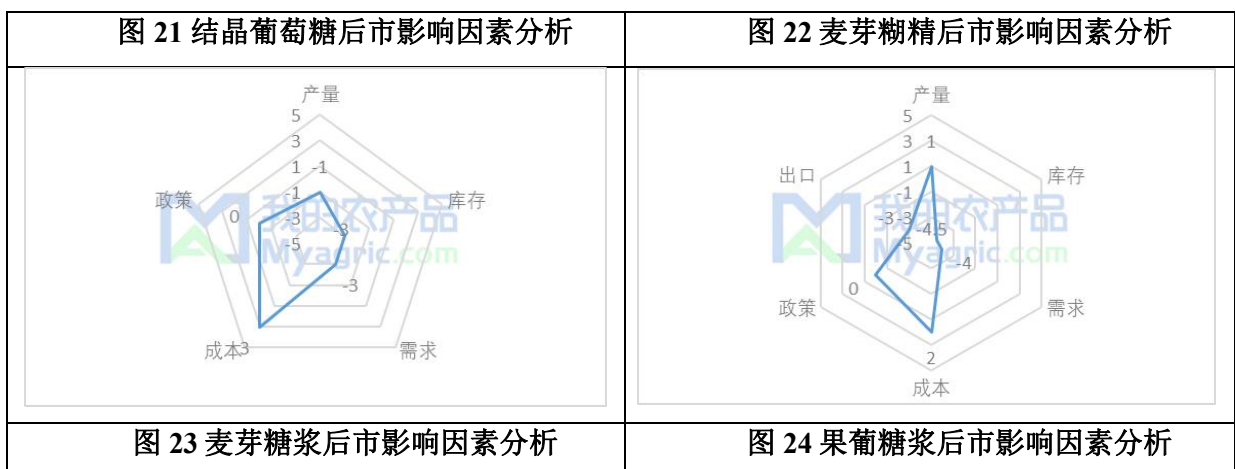 图 21 结晶葡萄糖后市影响因素分析
图 22 麦芽糊精后市影响因素分析
产量
5
3
1 -1
-1
-3
-5
库存
-3
需求
-3
成本
3
政策
0
我的农产品
Myagric.com
产量
5
3 1
1
-1
-3
-5
库存
-4.5
需求
-4
成本
2
政策
0
出口
-3
我的农产品
Myagric.com
图 23 麦芽糖浆后市影响因素分析
图 24 果葡糖浆后市影响因素分析